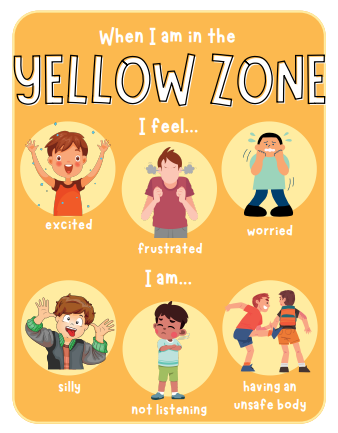 When I am in the
YELLOW ZONE
I feel...
excited
frustrated
worried
I am...
silly
not listening
having an
unsafe body